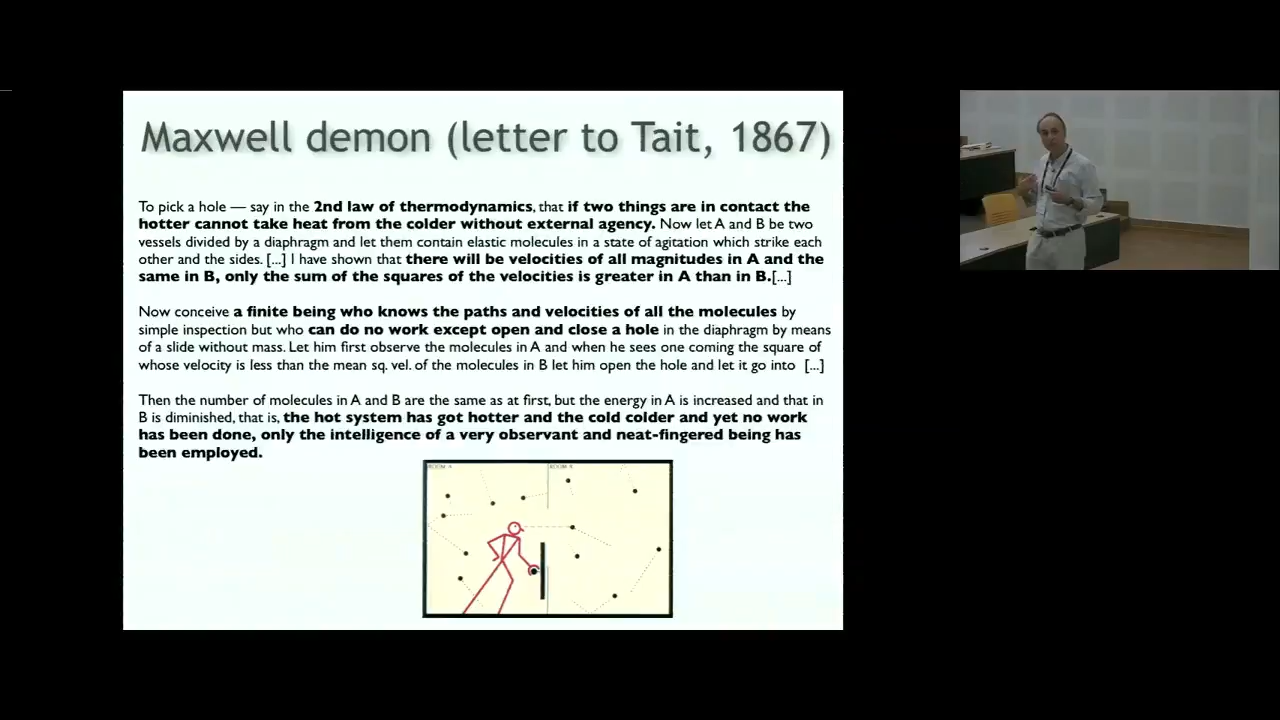 Maxwell demon (letter to Tait, 1867)
To pick a hole — say in the 2nd law of thermodynamics, that if two things are in contact the
hotter cannot take heat from the colder without external agency. Now let A and B be two
vessels divided by a diaphragm and let them contain elastic molecules in a state of agitation which strike each
other and the sides. [...] I have shown that there will be velocities of all magnitudes in A and the
same in B, only the sum of the squares of the velocities is greater in A than in B.[...]
Now conceive a finite being who knows the paths and velocities of all the molecules by
simple inspection but who can do no work except open and close a hole in the diaphragm by means
of a slide without mass. Let him first observe the molecules in A and when he sees one coming the square of
whose velocity is less than the mean sq. vel. of the molecules in B let him open the hole and let it go into [...]
Then the number of molecules in A and B are the same as at first, but the energy in A is increased and that in
B is diminished, that is, the hot system has got hotter and the cold colder and yet no work
has been done, only the intelligence of a very observant and neat-fingered being has
been employed.
ROOM A
ROOM